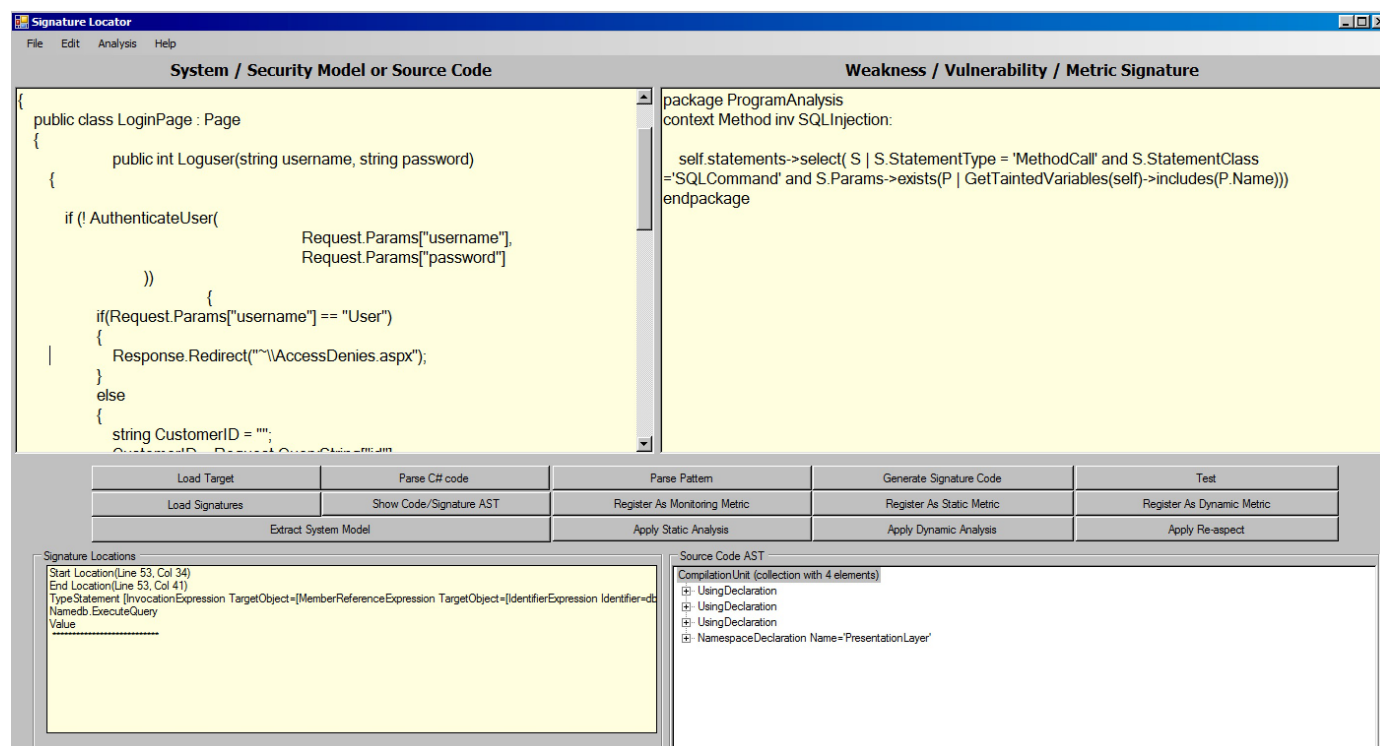 Signature Locator
File Edit Analysis Help
System / Security Model or Source Code
{
public class LoginPage : Page
{
public int Loguser(string username, string password)
{
if (! AuthenticateUser(
Request.Params["username"],
Request.Params["password"]
))
{
if(Request.Params["username"] == "User")
{
Response.Redirect("~\\AccessDenies.aspx");
}
else
{
string CustomerID = "";
Weakness / Vulnerability / Metric Signature
package ProgramAnalysis
context Method inv SQLInjection:
self.statements->select( S | S.StatementType = 'MethodCall' and S.StatementClass
='SQLCommand' and S.Params->exists(P | GetTaintedVariables(self)->includes(P.Name)))
endpackage
Load Target Parse C# code Parse Pattern Generate Signature Code Test
Load Signatures Show Code/Signature AST Register As Monitoring Metric Register As Static Metric Register As Dynamic Metric
Extract System Model Apply Static Analysis Apply Dynamic Analysis Apply Re-aspect
Signature Locations
Start Location(Line 53, Col 34)
End Location(Line 53, Col 41)
TypeStatement [InvocationExpression TargetObject=[MemberReferenceExpression TargetObject=[IdentifierExpression Identifier=db
Namedb.ExecuteQuery
Value
***************************
Source Code AST
CompilationUnit (collection with 4 elements)
UsingDeclaration
UsingDeclaration
UsingDeclaration
NamespaceDeclaration Name='PresentationLayer'